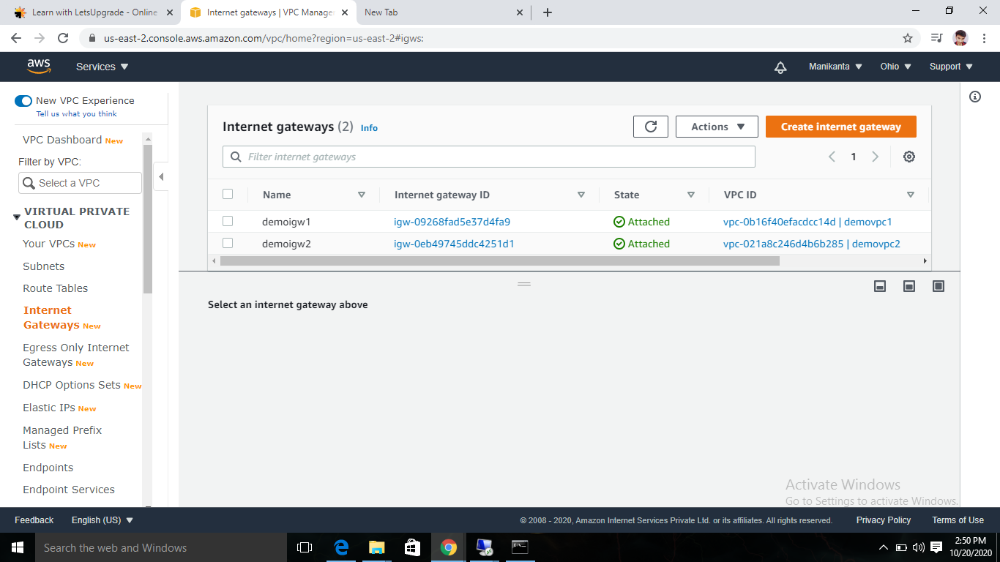 Learn with LetsUpgrade - Online
Internet gateways | VPC Manager
New Tab
us-east-2.console.aws.amazon.com/vpc/home?region=us-east-2#igws:
aws
Services
Manikanta
Ohio
Support
New VPC Experience
Tell us what you think
VPC Dashboard New
Filter by VPC:
Select a VPC
VIRTUAL PRIVATE
CLOUD
Your VPCs New
Subnets
Route Tables
Internet
Gateways New
Egress Only Internet
Gateways New
DHCP Options Sets New
Elastic IPs New
Managed Prefix
Lists New
Endpoints
Endpoint Services
Internet gateways (2) Info
Actions
Create internet gateway
Filter internet gateways
1
Name Internet gateway ID State VPC ID
demoigw1 igw-09268fad5e37d4fa9 Attached vpc-0b16f40efacdcc14d | demovpc1
demoigw2 igw-0eb49745ddc4251d1 Attached vpc-021a8c246d4b6b285 | demovpc2
Select an internet gateway above
Activate Windows
Go to Settings to activate Windows.
Feedback
English (US)
© 2008 - 2020, Amazon Internet Services Private Ltd. or its affiliates. All rights reserved.
Privacy Policy
Terms of Use
Search the web and Windows
2:50 PM
10/20/2020